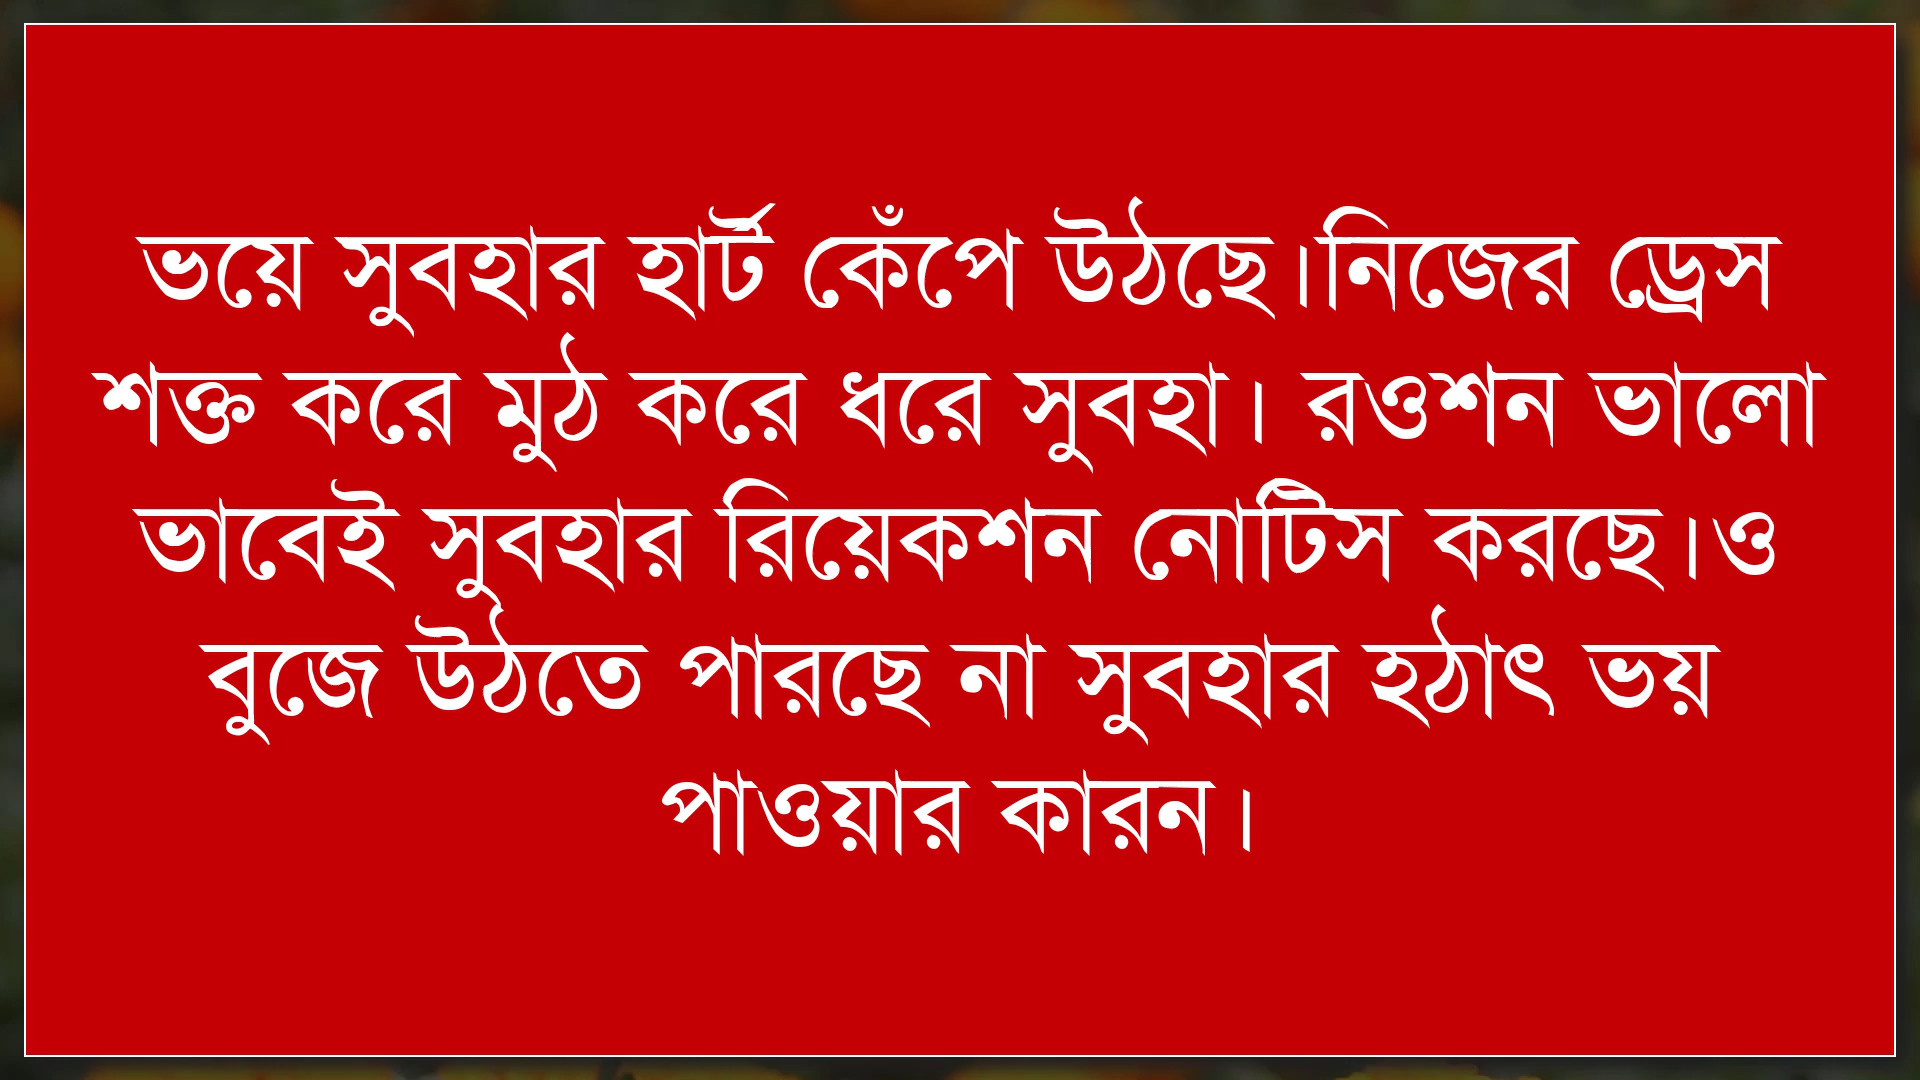 ভয়ে সুবহার হার্ট কেঁপে উঠছে।নিজের ড্রেস
শক্ত করে মুঠ করে ধরে সুবহা। রওশন ভালো
ভাবেই সুবহার রিয়েকশন নোটিস করছে।ও
বুজে উঠতে পারছে না সুবহার হঠাৎ ভয়
পাওয়ার কারন।